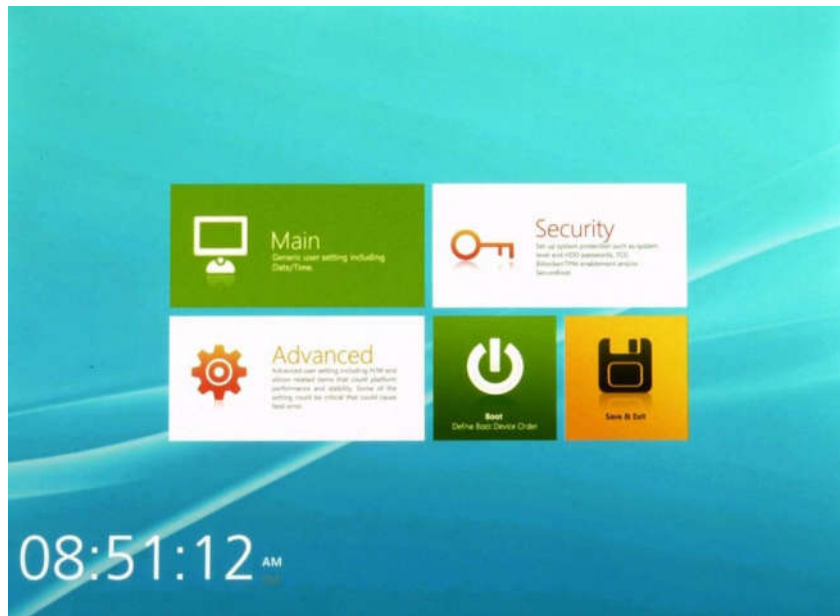 Main
Generic user setting including
Date/Time.
Security
Set up system protection such as system
level and HDD passwords, TCG
Bitlocker/TPM enablement and/or
SecureBoot.
Advanced
Advanced user setting including H/W and
silicon related items that could platform
performance and stability. Some of the
setting could be critical that could cause
fatal error.
Boot
Define Boot Device Order
Save & Exit
08:51:12 AM